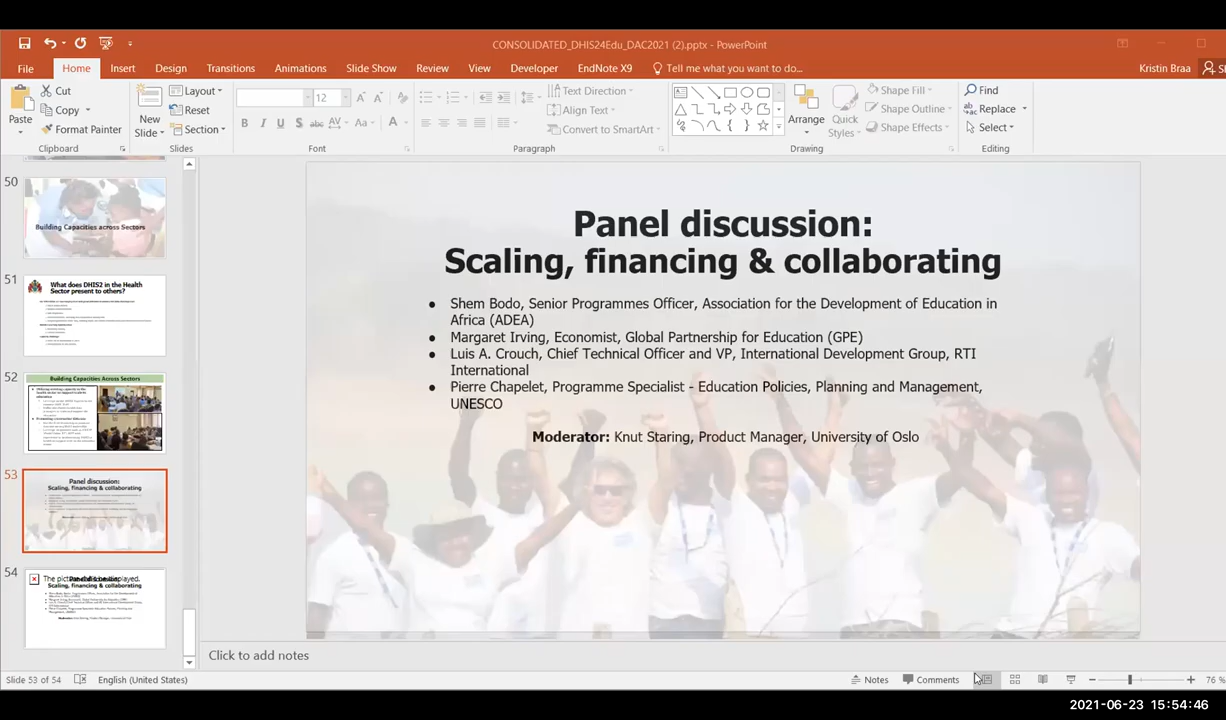 CONSOLIDATED_DHIS24Edu_DAC2021 (2).pptx - PowerPoint
File Home Insert Design Transitions Animations Slide Show Review View Developer EndNote X9 Tell me what you want to do... Kristin Braa
Paste
Cut
Copy
Format Painter
Clipboard
New
Slide
Layout
Reset
Section
Slides
12
Font
Text Direction
Align Text
Convert to SmartArt
Paragraph
Arrange
Quick
Styles
Shape Fill
Shape Outline
Shape Effects
Drawing
Find
Replace
Select
Editing
50
Building Capacities across Sectors
51
What does DHIS2 in the Health
Sector present to others?
52
Building Capacities Across Sectors
53
Panel discussion:
Scaling, financing & collaborating
54
Scaling, financing & collaborating
Panel discussion:
Scaling, financing & collaborating
● Shem Bodo, Senior Programmes Officer, Association for the Development of Education in
Africa (ADEA)
● Margaret Irving, Economist, Global Partnership for Education (GPE)
● Luis A. Crouch, Chief Technical Officer and VP, International Development Group, RTI
International
● Pierre Chapelet, Programme Specialist - Education Policies, Planning and Management,
UNESCO
Moderator: Knut Staring, Product Manager, University of Oslo
Click to add notes
Slide 53 of 54 English (United States) Notes Comments 76 %
2021-06-23 15:54:46